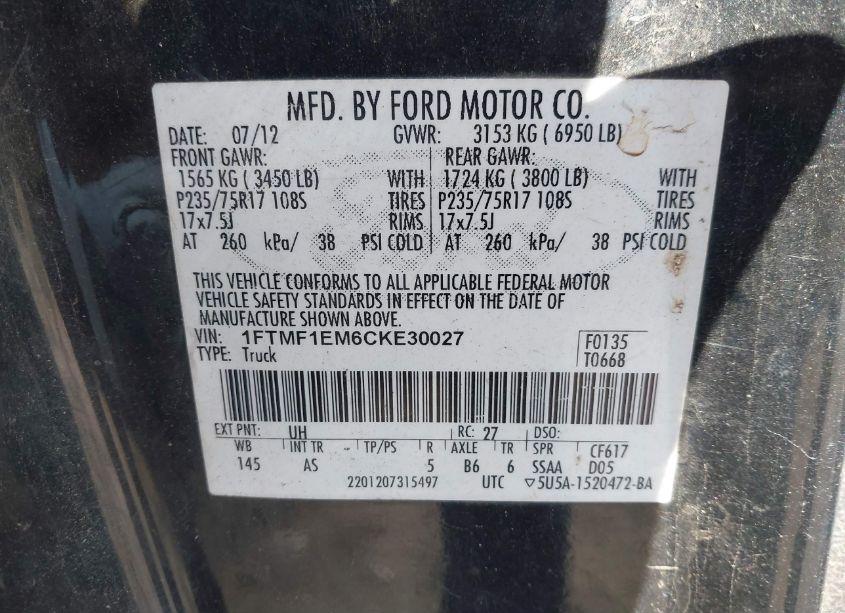 MFD. BY FORD MOTOR CO.
DATE: 07/12 GVWR: 3153 KG ( 6950 LB)
FRONT GAWR: REAR GAWR:
1565 KG ( 3450 LB) WITH 1724 KG ( 3800 LB) WITH
P235/75R17 108S TIRES P235/75R17 108S TIRES
17x7.5J RIMS 17x7.5J RIMS
AT 260 kPa/ 38 PSI COLD AT 260 kPa/ 38 PSI COLD
THIS VEHICLE CONFORMS TO ALL APPLICABLE FEDERAL MOTOR
VEHICLE SAFETY STANDARDS IN EFFECT ON THE DATE OF
MANUFACTURE SHOWN ABOVE.
VIN: 1FTMF1EM6CKE30027 F0135
TYPE: Truck T0668
EXT PNT: UH RC: 27 DSO:
WB INT TR TP/PS R AXLE TR SPR CF617
145 AS 5 B6 6 SSAA D05
2201207315497 UTC ▽5U5A-1520472-BA